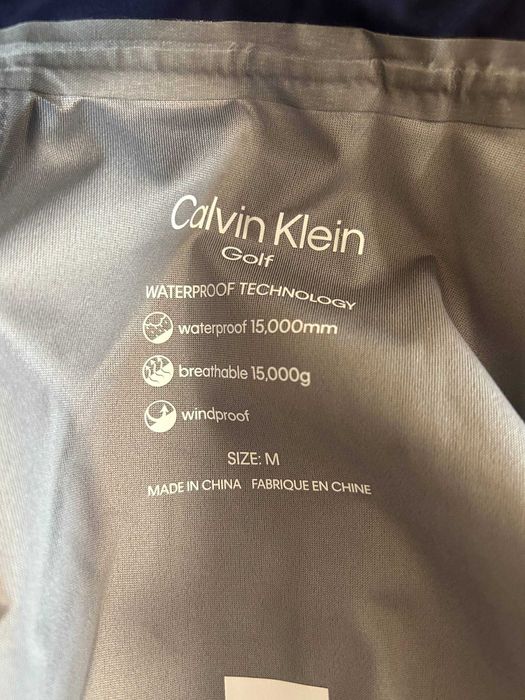 Calvin Klein
Golf
WATERPROOF TECHNOLOGY
waterproof 15,000mm
breathable 15,000g
windproof
SIZE: M
MADE IN CHINA FABRIQUE EN CHINE